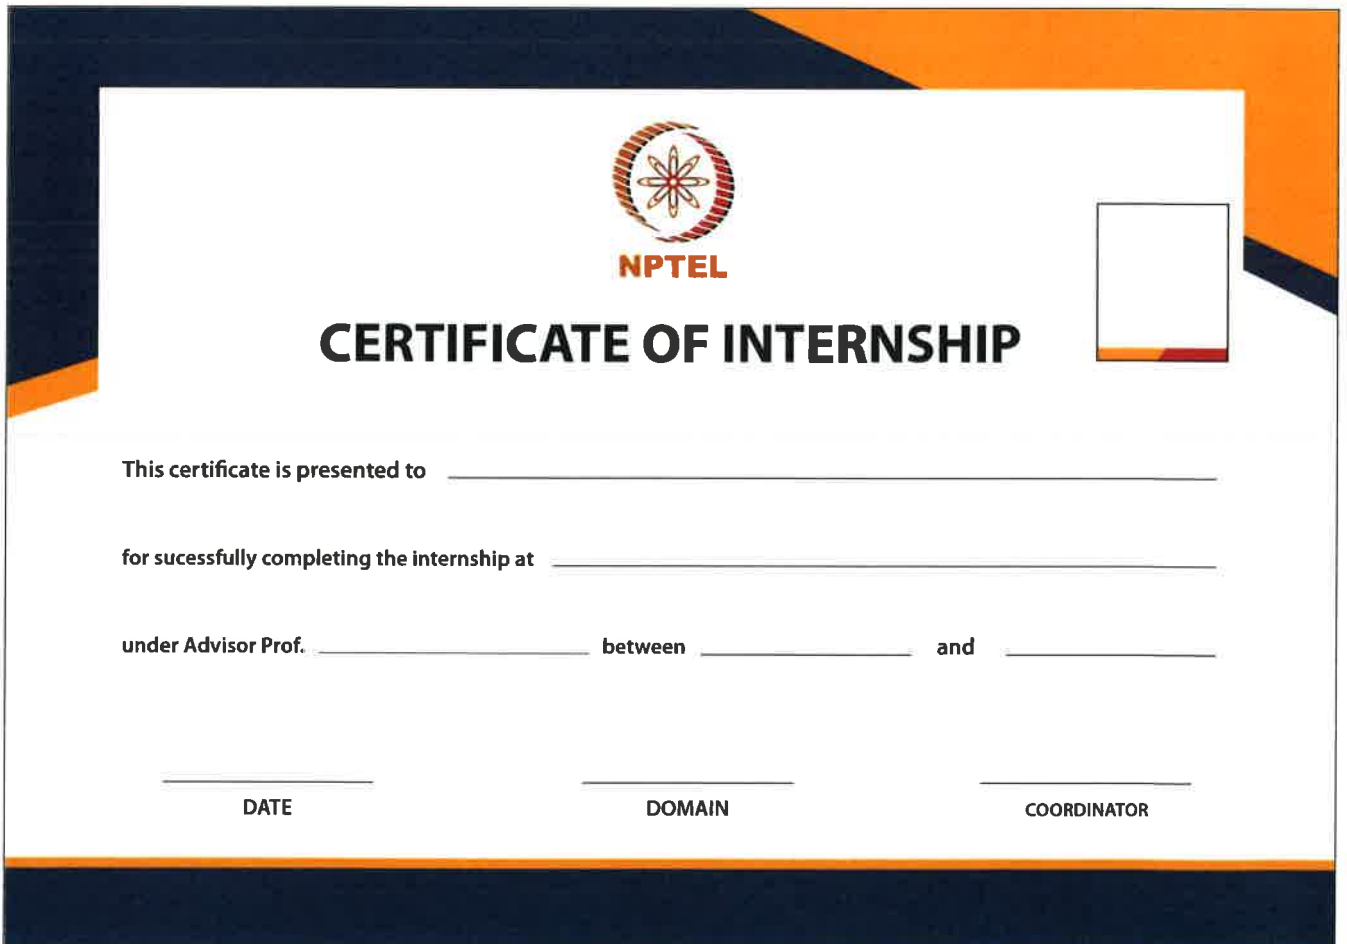 NPTEL
CERTIFICATE OF INTERNSHIP
This certificate is presented to
for sucessfully completing the internship at
under Advisor Prof. between and
DATE DOMAIN COORDINATOR